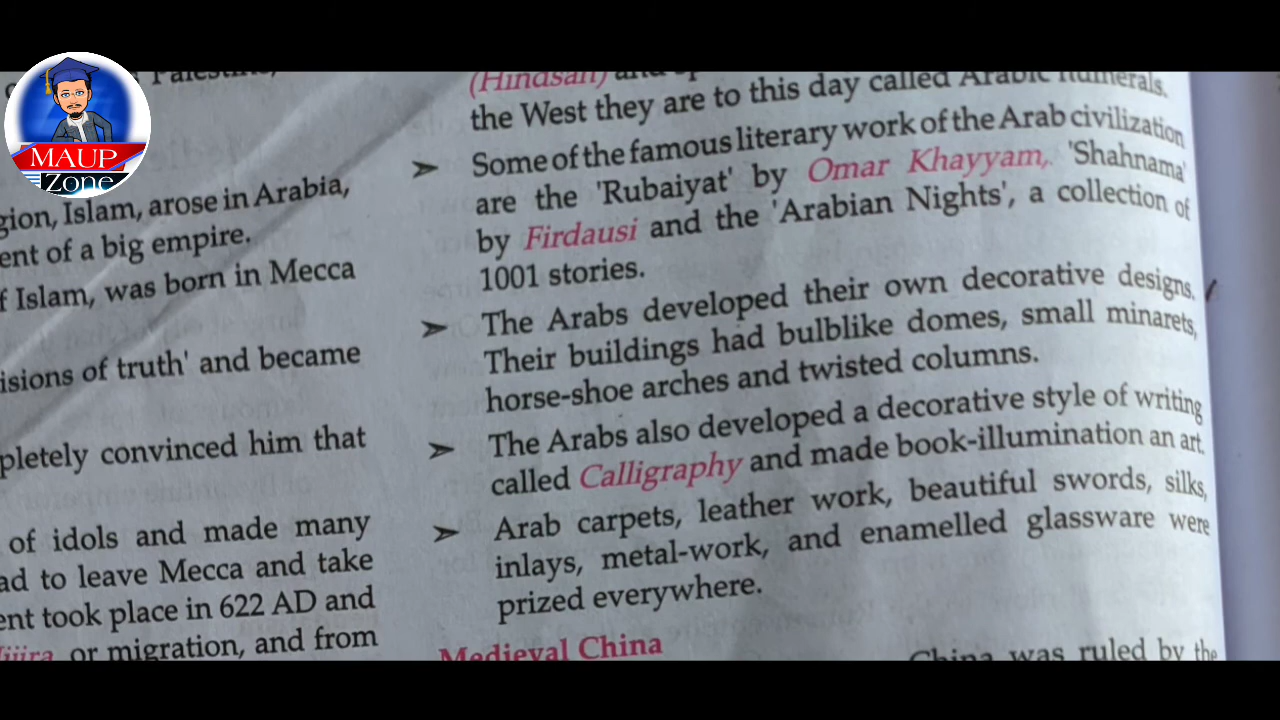 MAUP
Zone
Palestine,
gion, Islam, arose in Arabia,
ent of a big empire.
f Islam, was born in Mecca
isions of truth' and became
pletely convinced him that
of idols and made many
ad to leave Mecca and take
ent took place in 622 AD and
or migration, and from
(Hindsah) and
the West they are to this day called Arabic numerals.
➤ Some of the famous literary work of the Arab civilization
are the 'Rubaiyat' by Omar Khayyam, 'Shahnama'
by Firdausi and the 'Arabian Nights', a collection of
1001 stories.
➤ The Arabs developed their own decorative designs.
Their buildings had bulblike domes, small minarets,
horse-shoe arches and twisted columns.
➤ The Arabs also developed a decorative style of writing
called Calligraphy and made book-illumination an art.
➤ Arab carpets, leather work, beautiful swords, silks,
inlays, metal-work, and enamelled glassware were
prized everywhere.
Medieval China
China was ruled by the